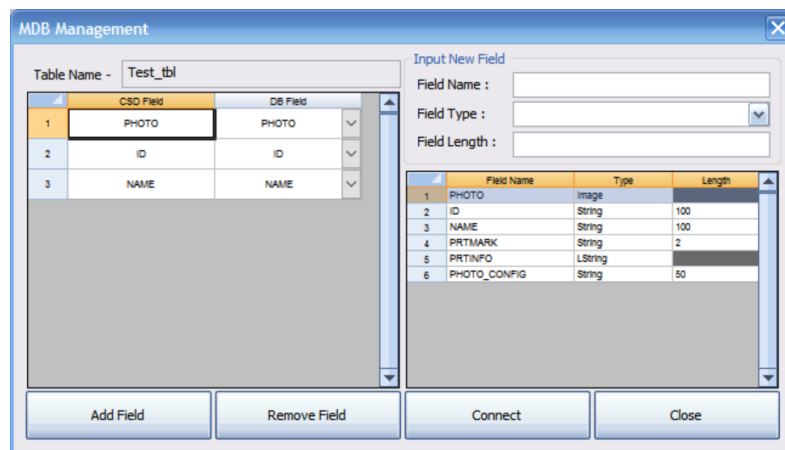 MDB Management
Table Name - Test_tbl
CSD Field DB Field
1 PHOTO PHOTO
2 ID ID
3 NAME NAME
Input New Field
Field Name :
Field Type :
Field Length :
Field Name Type Length
1 PHOTO Image
2 ID String 100
3 NAME String 100
4 PRTMARK String 2
5 PRTINFO LString
6 PHOTO_CONFIG String 50
Add Field Remove Field Connect Close